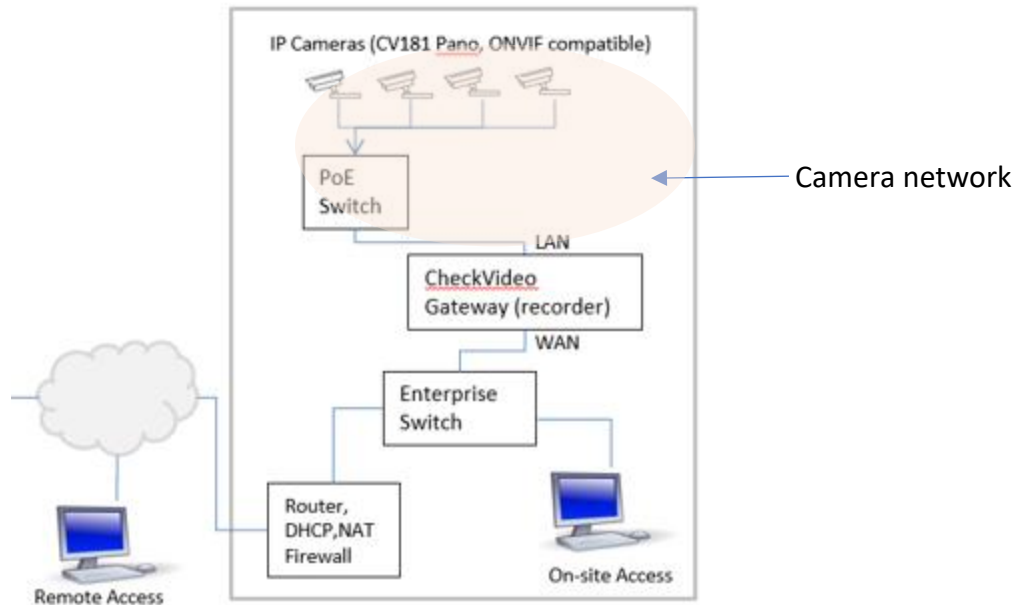 IP Cameras (CV181 Pano, ONVIF compatible)
PoE
Switch
Camera network
LAN
CheckVideo
Gateway (recorder)
WAN
Enterprise
Switch
Router,
DHCP,NAT
Firewall
On-site Access
Remote Access